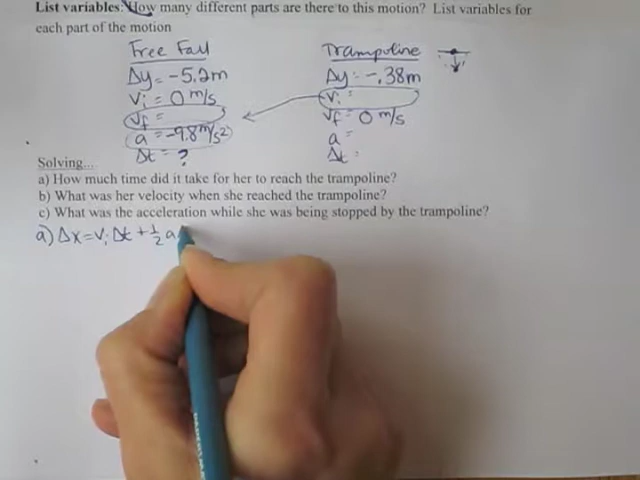 List variables: How many different parts are there to this motion? List variables for
each part of the motion
Free Fall
Δy = -5.2m
Vi = 0 m/s
Vf =
a = -9.8 m/s²
Δt = ?
Trampoline
Δy = -.38m
Vi =
Vf = 0 m/s
a =
Δt =
Solving...
a) How much time did it take for her to reach the trampoline?
b) What was her velocity when she reached the trampoline?
c) What was the acceleration while she was being stopped by the trampoline?
a) Δx = Vi Δt + ½ a